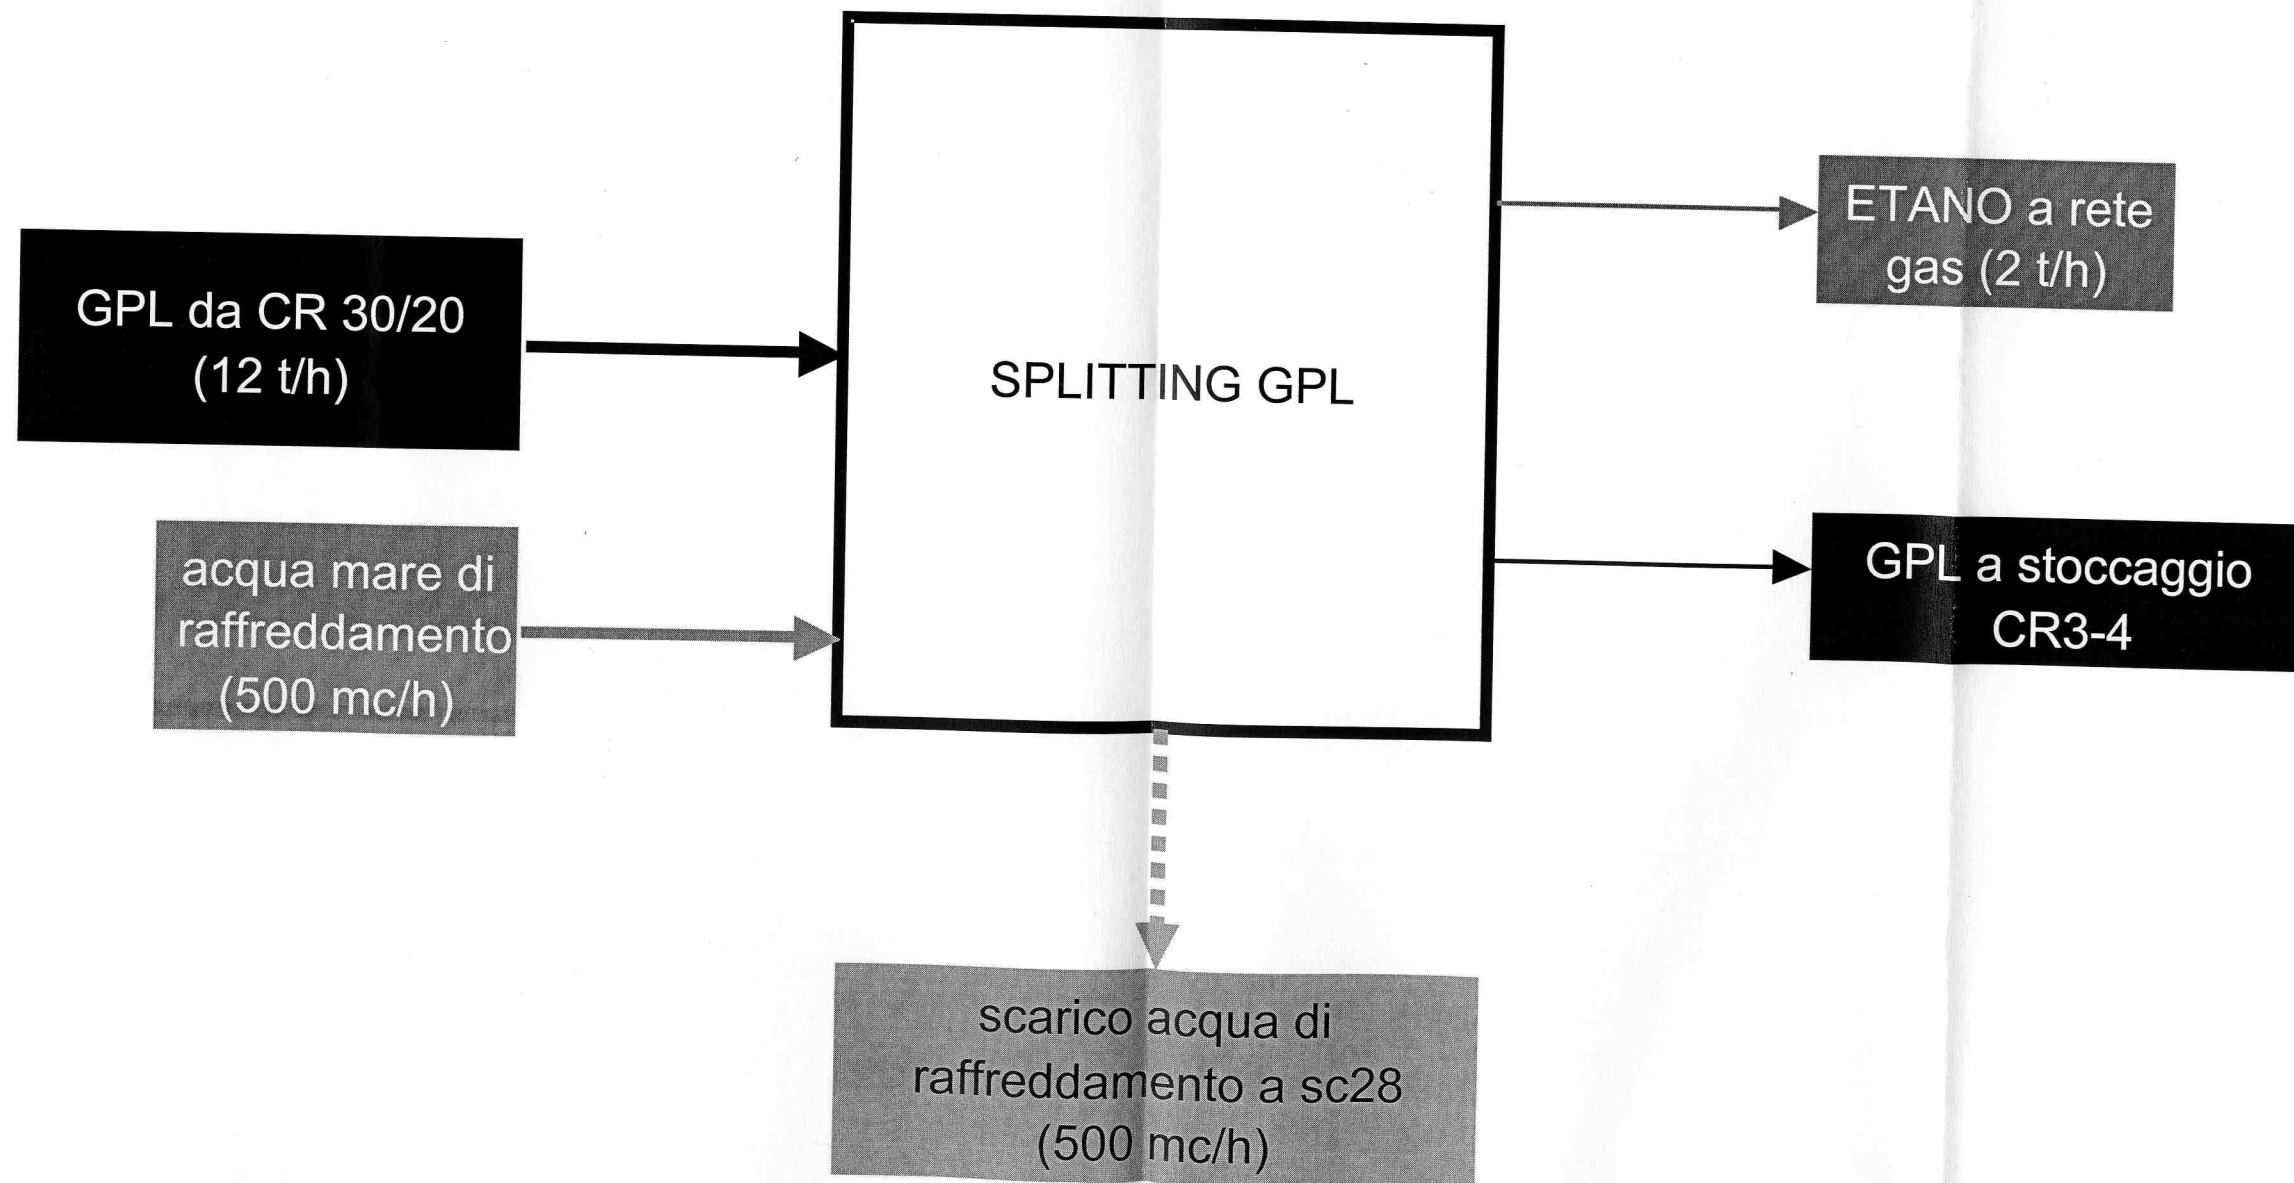 GPL da CR 30/20
(12 t/h)
acqua mare di
raffreddamento
(500 mc/h)
SPLITTING GPL
ETANO a rete
gas (2 t/h)
GPL a stoccaggio
CR3-4
scarico acqua di
raffreddamento a sc28
(500 mc/h)